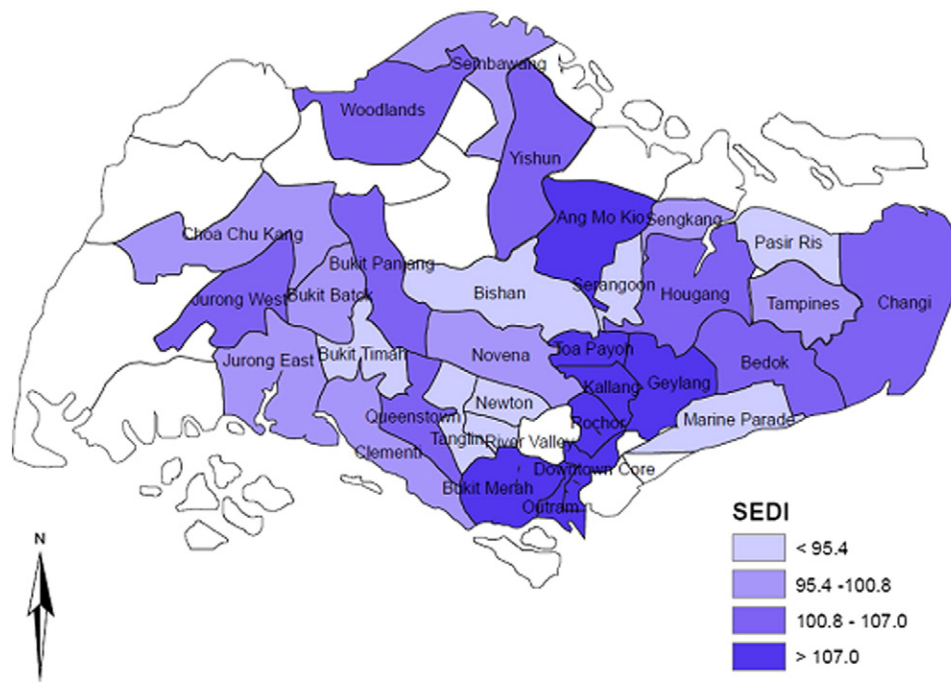 Sembawang
Woodlands
Yishun
Ang Mo Kio
Sengkang
Choa Chu Kang
Pasir Ris
Bukit Panjang
Serangoon
Bishan
Hougang
Jurong West
Bukit Batok
Tampines
Changi
Toa Payoh
Bukit Timah
Jurong East
Novena
Bedok
Kallang
Geylang
Newton
Queenstown
Rochor
Marine Parade
Tanglin
River Valley
Clementi
Downtown Core
Bukit Merah
Outram
SEDI
< 95.4
95.4 -100.8
100.8 - 107.0
> 107.0
N